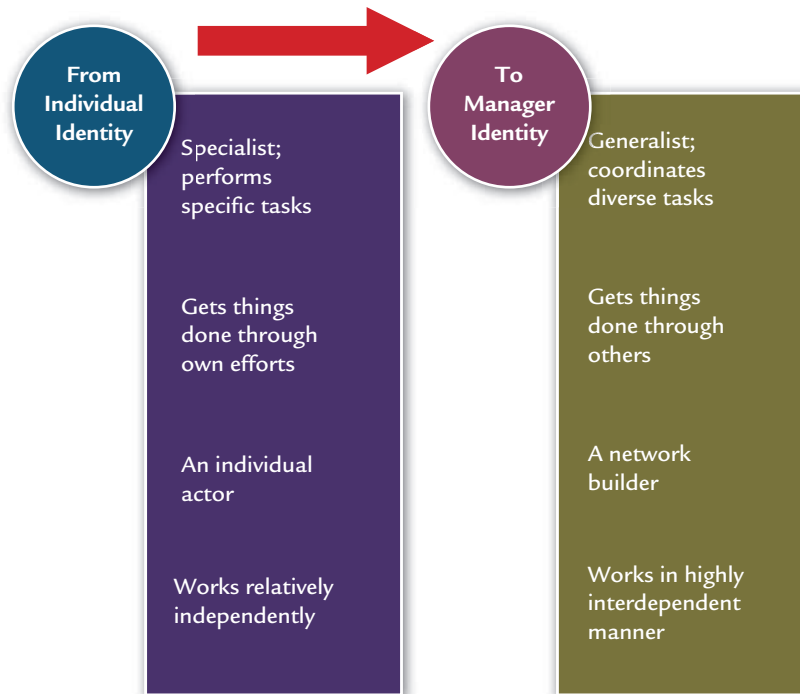 From
Individual
Identity
Specialist;
performs
specific tasks
Gets things
done through
own efforts
An individual
actor
Works relatively
independently
To
Manager
Identity
Generalist;
coordinates
diverse tasks
Gets things
done through
others
A network
builder
Works in highly
interdependent
manner